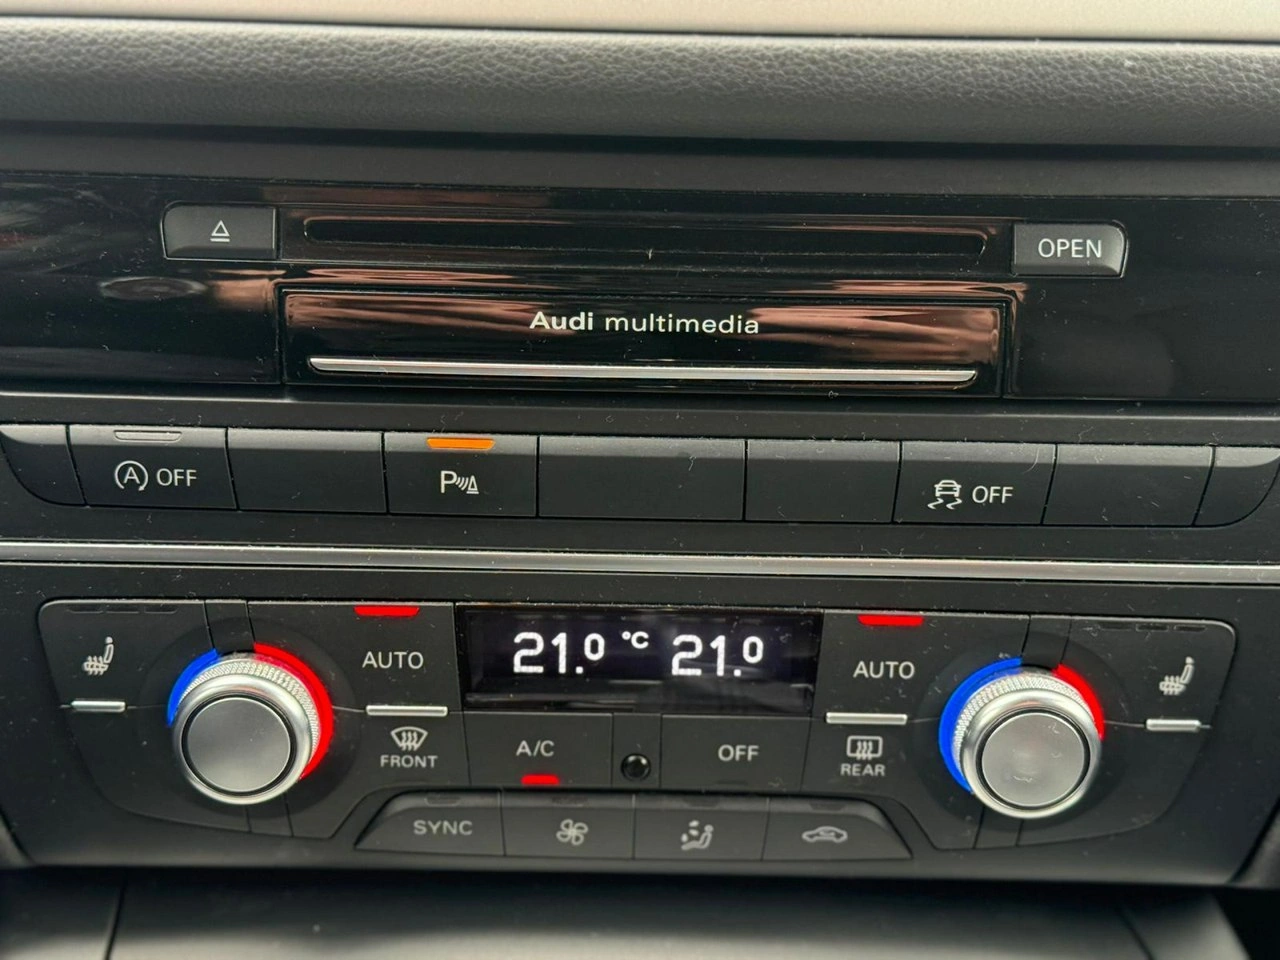 OPEN
Audi multimedia
A OFF
P
OFF
AUTO
21.0 °C 21.0
AUTO
FRONT
A/C
OFF
REAR
SYNC